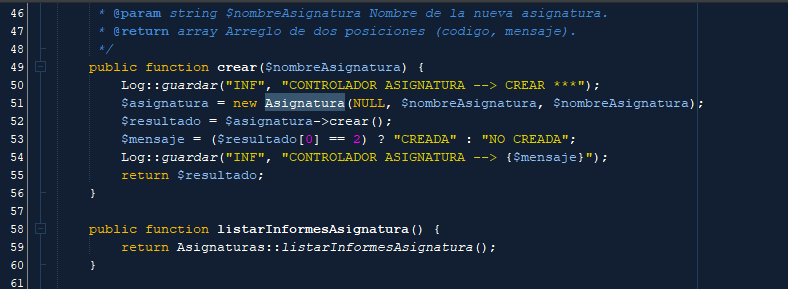 46 * @param string $nombreAsignatura Nombre de la nueva asignatura.
47 * @return array Arreglo de dos posiciones (codigo, mensaje).
48 */
49 public function crear($nombreAsignatura) {
50 Log::guardar("INF", "CONTROLADOR ASIGNATURA --> CREAR ***");
51 $asignatura = new Asignatura(NULL, $nombreAsignatura, $nombreAsignatura);
52 $resultado = $asignatura->crear();
53 $mensaje = ($resultado[0] == 2) ? "CREADA" : "NO CREADA";
54 Log::guardar("INF", "CONTROLADOR ASIGNATURA --> {$mensaje}");
55 return $resultado;
56 }
57
58 public function listarInformesAsignatura() {
59 return Asignaturas::listarInformesAsignatura();
60 }
61